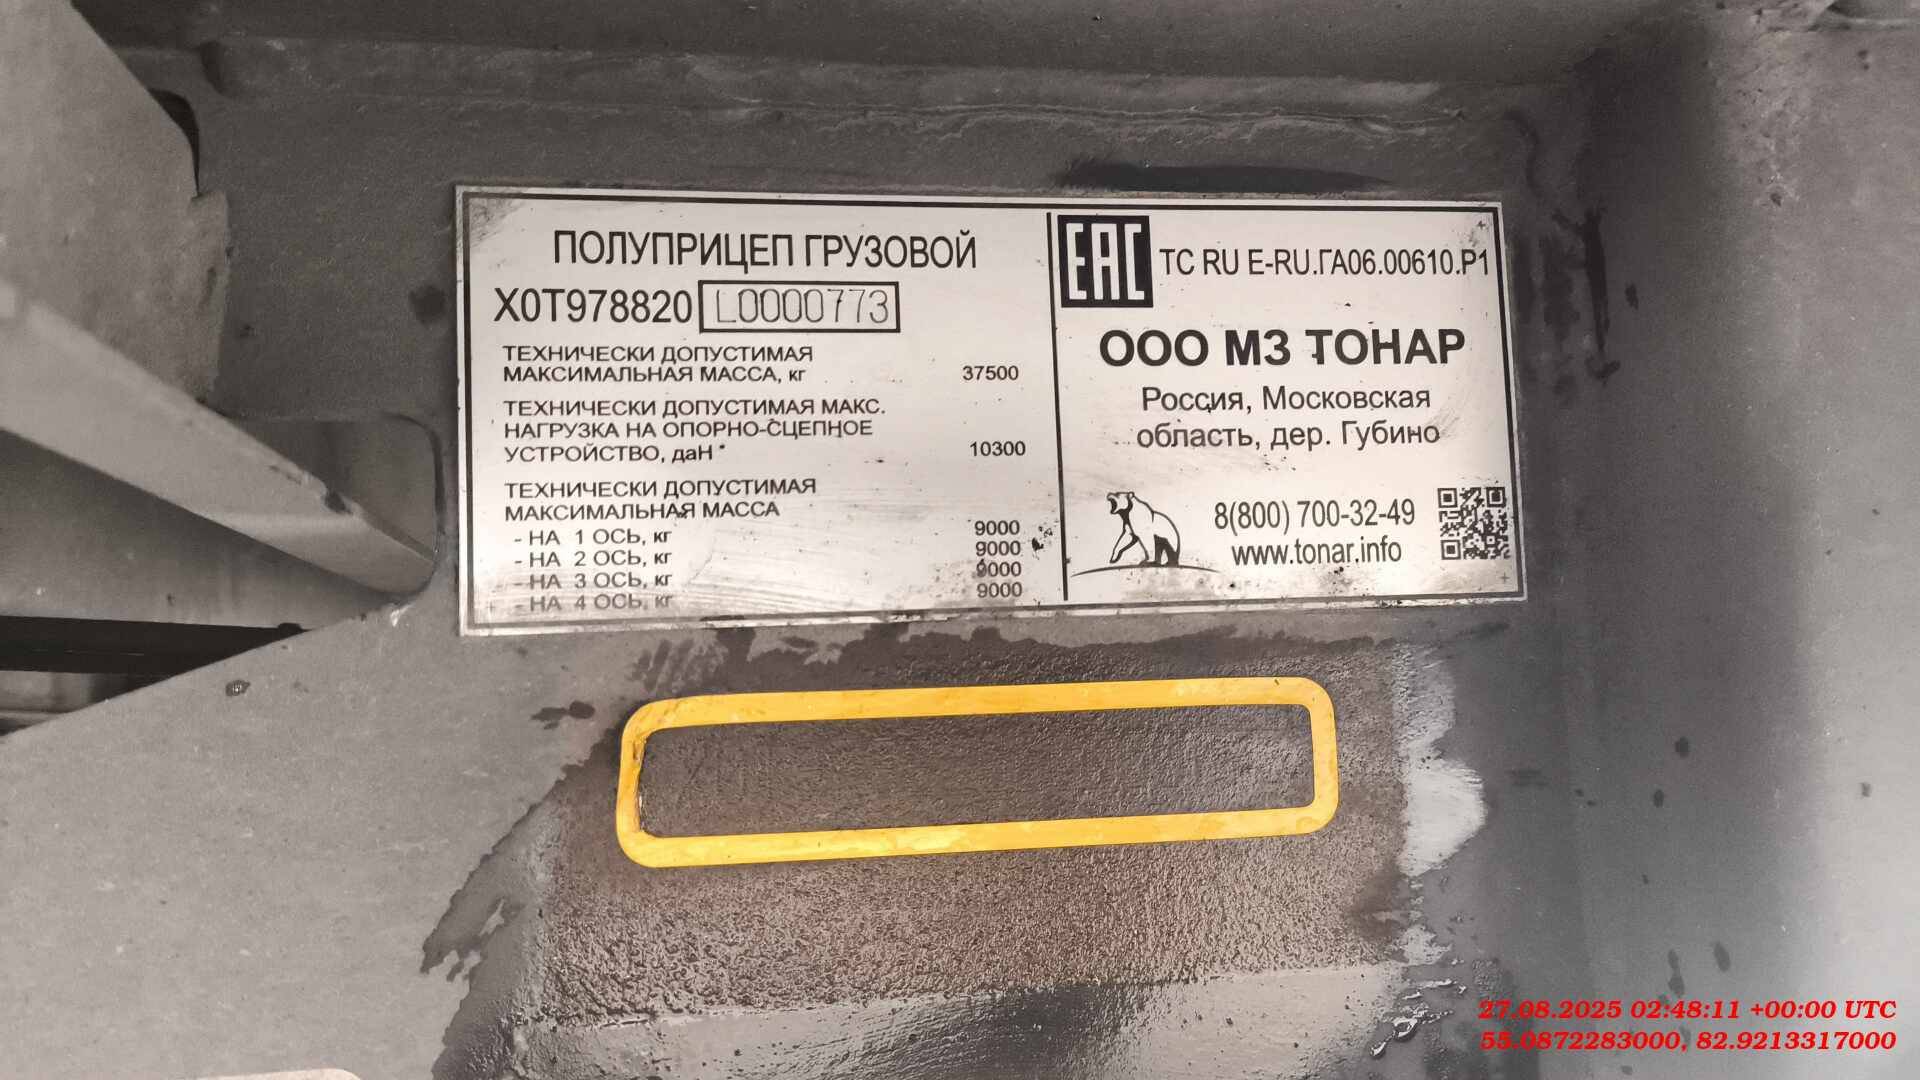 ПОЛУПРИЦЕП ГРУЗОВОЙ
X0T978820 L0000773
ТЕХНИЧЕСКИ ДОПУСТИМАЯ
МАКСИМАЛЬНАЯ МАССА, кг 37500
ТЕХНИЧЕСКИ ДОПУСТИМАЯ МАКС.
НАГРУЗКА НА ОПОРНО-СЦЕПНОЕ
УСТРОЙСТВО, даН * 10300
ТЕХНИЧЕСКИ ДОПУСТИМАЯ
МАКСИМАЛЬНАЯ МАССА
- НА 1 ОСЬ, кг 9000
- НА 2 ОСЬ, кг 9000
- НА 3 ОСЬ, кг 9000
- НА 4 ОСЬ, кг 9000
EAC ТС RU E-RU.ГА06.00610.Р1
ООО МЗ ТОНАР
Россия, Московская
область, дер. Губино
8(800) 700-32-49
www.tonar.info
27.08.2025 02:48:11 +00:00 UTC
55.0872283000, 82.9213317000